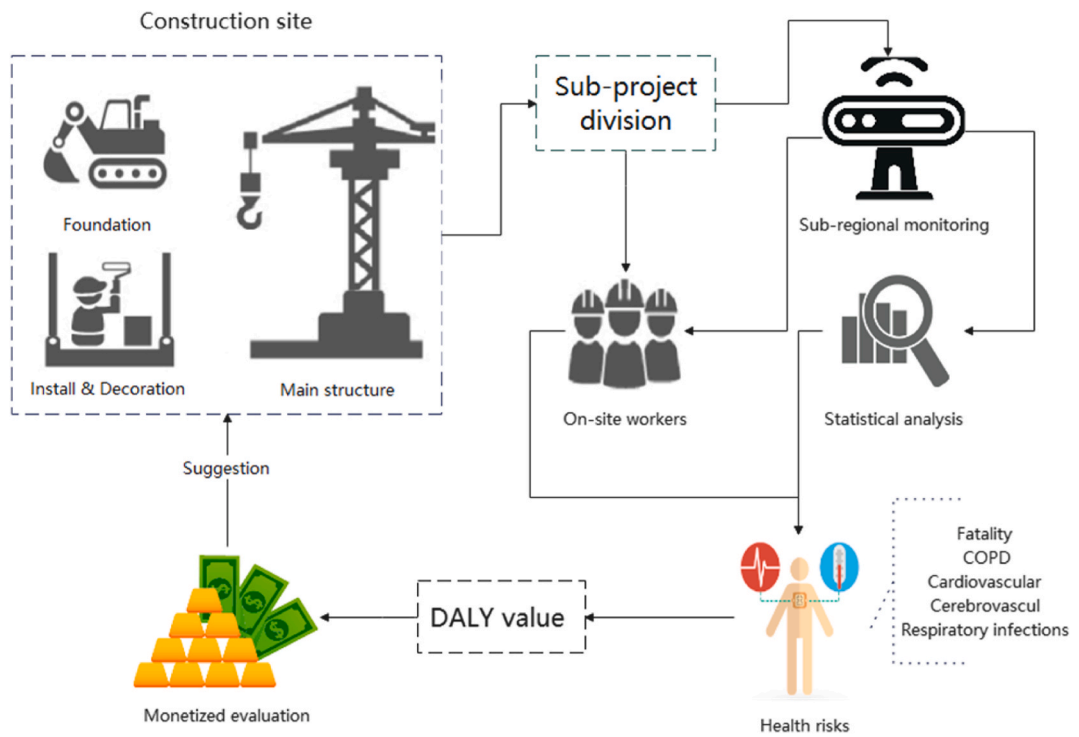 Construction site
Foundation
Install & Decoration
Main structure
Sub-project
division
Sub-regional monitoring
On-site workers
Statistical analysis
Suggestion
Fatality
COPD
Cardiovascular
Cerebrovascul
Respiratory infections
DALY value
Monetized evaluation
Health risks